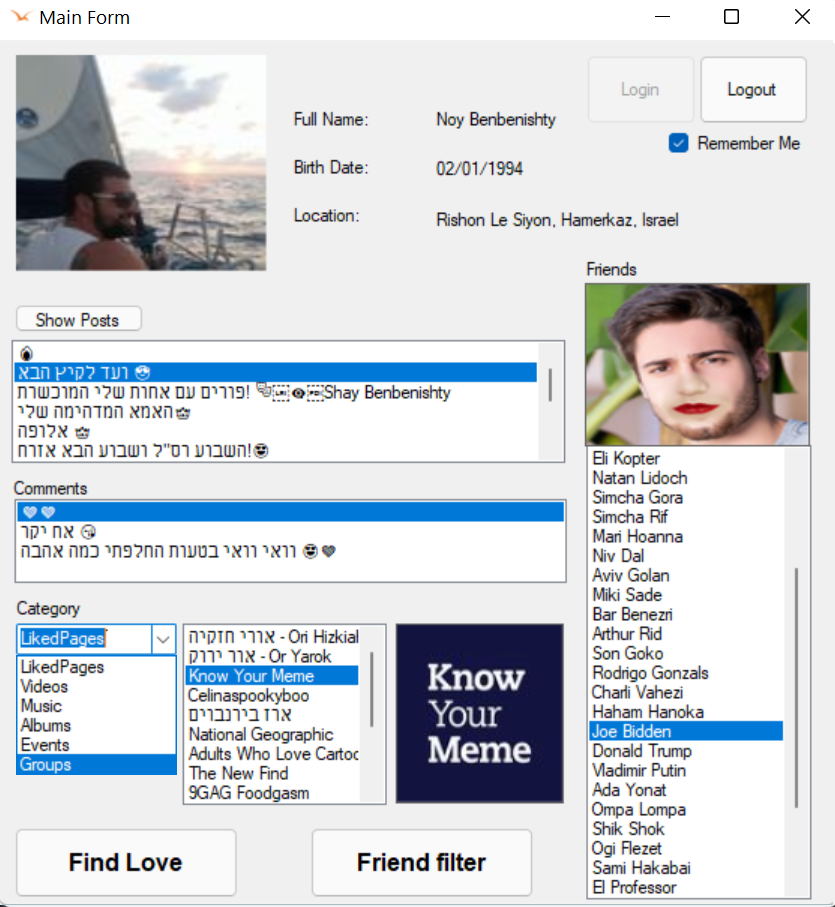 Main Form
Login
Logout
Remember Me
Full Name:
Noy Benbenishty
Birth Date:
02/01/1994
Location:
Rishon Le Siyon, Hamerkaz, Israel
Friends
Show Posts
ועד לקיץ הבא 😎
פורים עם אחות שלי המוכשרת! Shay Benbenishty
האמא המדהימה שלי 👑
אלופה 👑
השבוע רס"ל ושבוע הבא אזרח! 😍
Comments
💜💜
אח יקר 😘
וואי וואי בטעות החלפתי כמה אהבה 😍💜
Category
LikedPages
LikedPages
Videos
Music
Albums
Events
Groups
אורי חזקיה - Ori Hizkial
אור ירוק - Or Yarok
Know Your Meme
Celinaspookyboo
ארז בירנבוים
National Geographic
Adults Who Love Cartoo
The New Find
9GAG Foodgasm
Know
Your
Meme
Eli Kopter
Natan Lidoch
Simcha Gora
Simcha Rif
Mari Hoanna
Niv Dal
Aviv Golan
Miki Sade
Bar Benezri
Arthur Rid
Son Goko
Rodrigo Gonzals
Charli Vahezi
Haham Hanoka
Joe Bidden
Donald Trump
Vladimir Putin
Ada Yonat
Ompa Lompa
Shik Shok
Ogi Flezet
Sami Hakabai
El Professor
Find Love
Friend filter